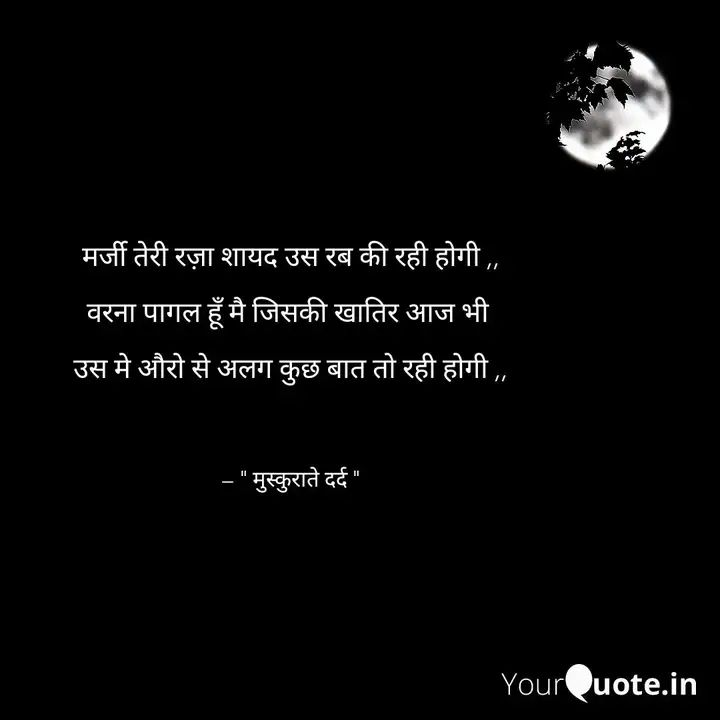 मर्जी तेरी रज़ा शायद उस रब की रही होगी ,,
वरना पागल हूँ मै जिसकी खातिर आज भी
उस मे औरो से अलग कुछ बात तो रही होगी ,,
– " मुस्कुराते दर्द "
YourQuote.in